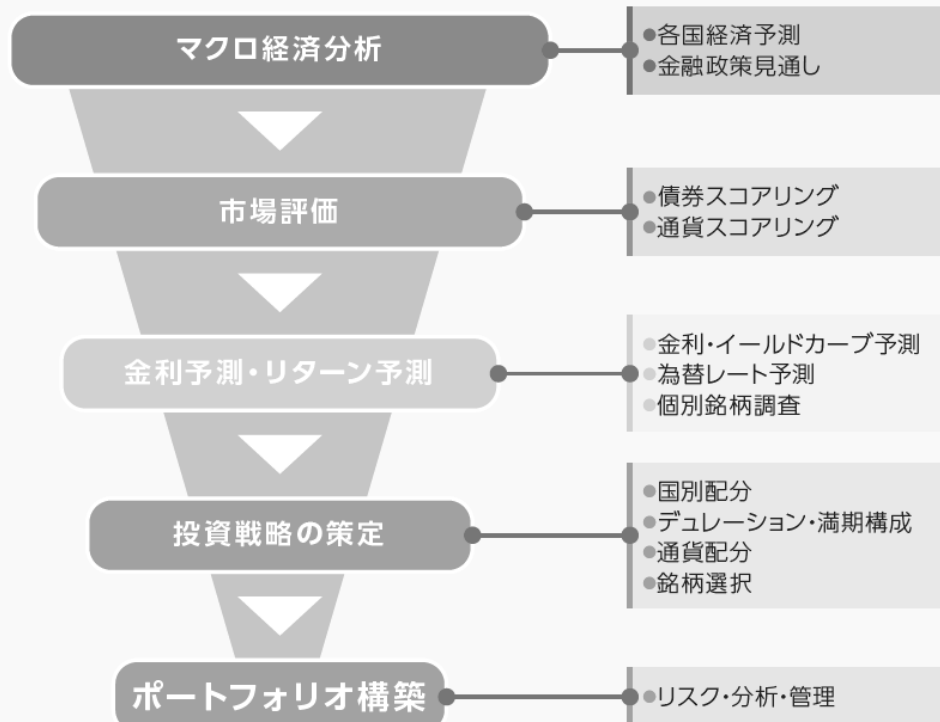 マクロ経済分析
●各国経済予測
●金融政策見通し
市場評価
●債券スコアリング
●通貨スコアリング
金利予測・リターン予測
●金利・イールドカーブ予測
●為替レート予測
●個別銘柄調査
投資戦略の策定
●国別配分
●デュレーション・満期構成
●通貨配分
●銘柄選択
ポートフォリオ構築
●リスク・分析・管理